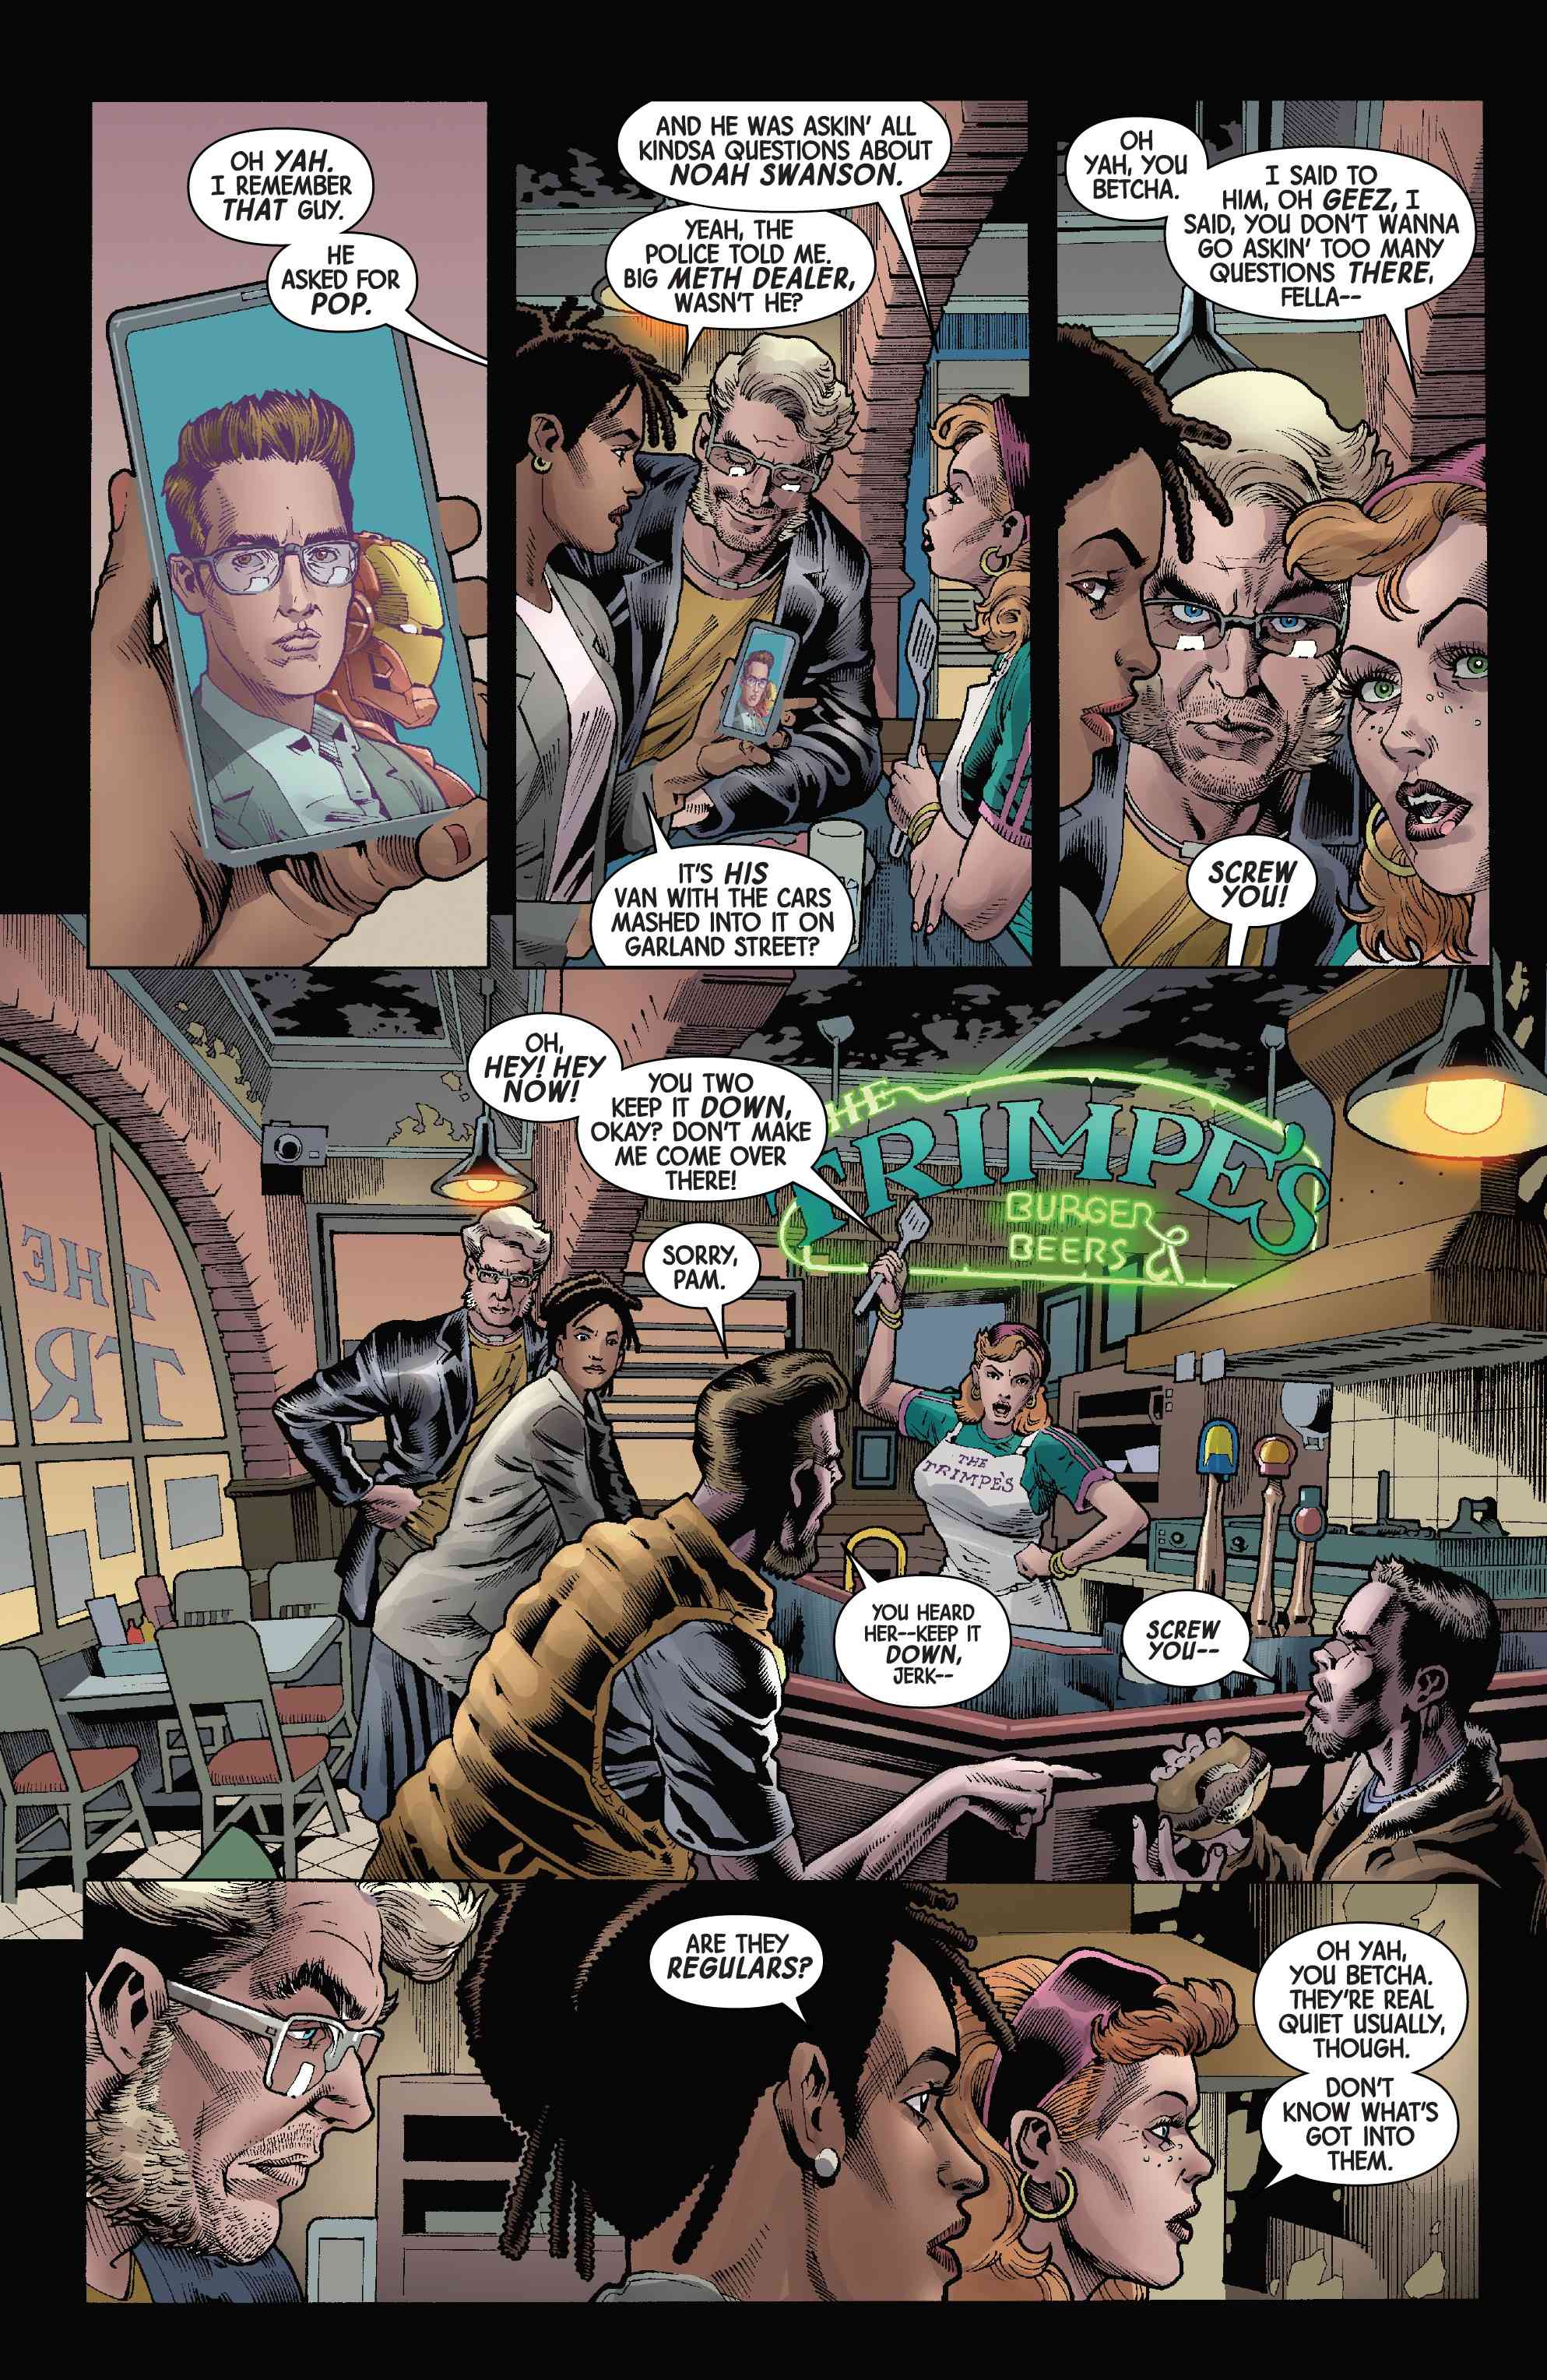 OH YAH.
I REMEMBER
THAT GUY.
HE
ASKED FOR
POP.
AND HE WAS ASKIN' ALL
KINDSA QUESTIONS ABOUT
NOAH SWANSON.
YEAH, THE
POLICE TOLD ME.
BIG METH DEALER,
WASN'T HE?
IT'S HIS
VAN WITH THE CARS
MASHED INTO IT ON
GARLAND STREET?
OH
YAH, YOU
BETCHA.
I SAID TO
HIM, OH GEEZ, I
SAID, YOU DON'T WANNA
GO ASKIN' TOO MANY
QUESTIONS THERE,
FELLA--
SCREW
YOU!
OH,
HEY! HEY
NOW!
YOU TWO
KEEP IT DOWN,
OKAY? DON'T MAKE
ME COME OVER
THERE!
THE
TRIMPE'S
BURGER
BEERS &
SORRY,
PAM.
THE
TR
THE
TRIMPE'S
YOU HEARD
HER--KEEP IT
DOWN,
JERK--
SCREW
YOU--
ARE THEY
REGULARS?
OH YAH,
YOU BETCHA.
THEY'RE REAL
QUIET USUALLY,
THOUGH.
DON'T
KNOW WHAT'S
GOT INTO
THEM.